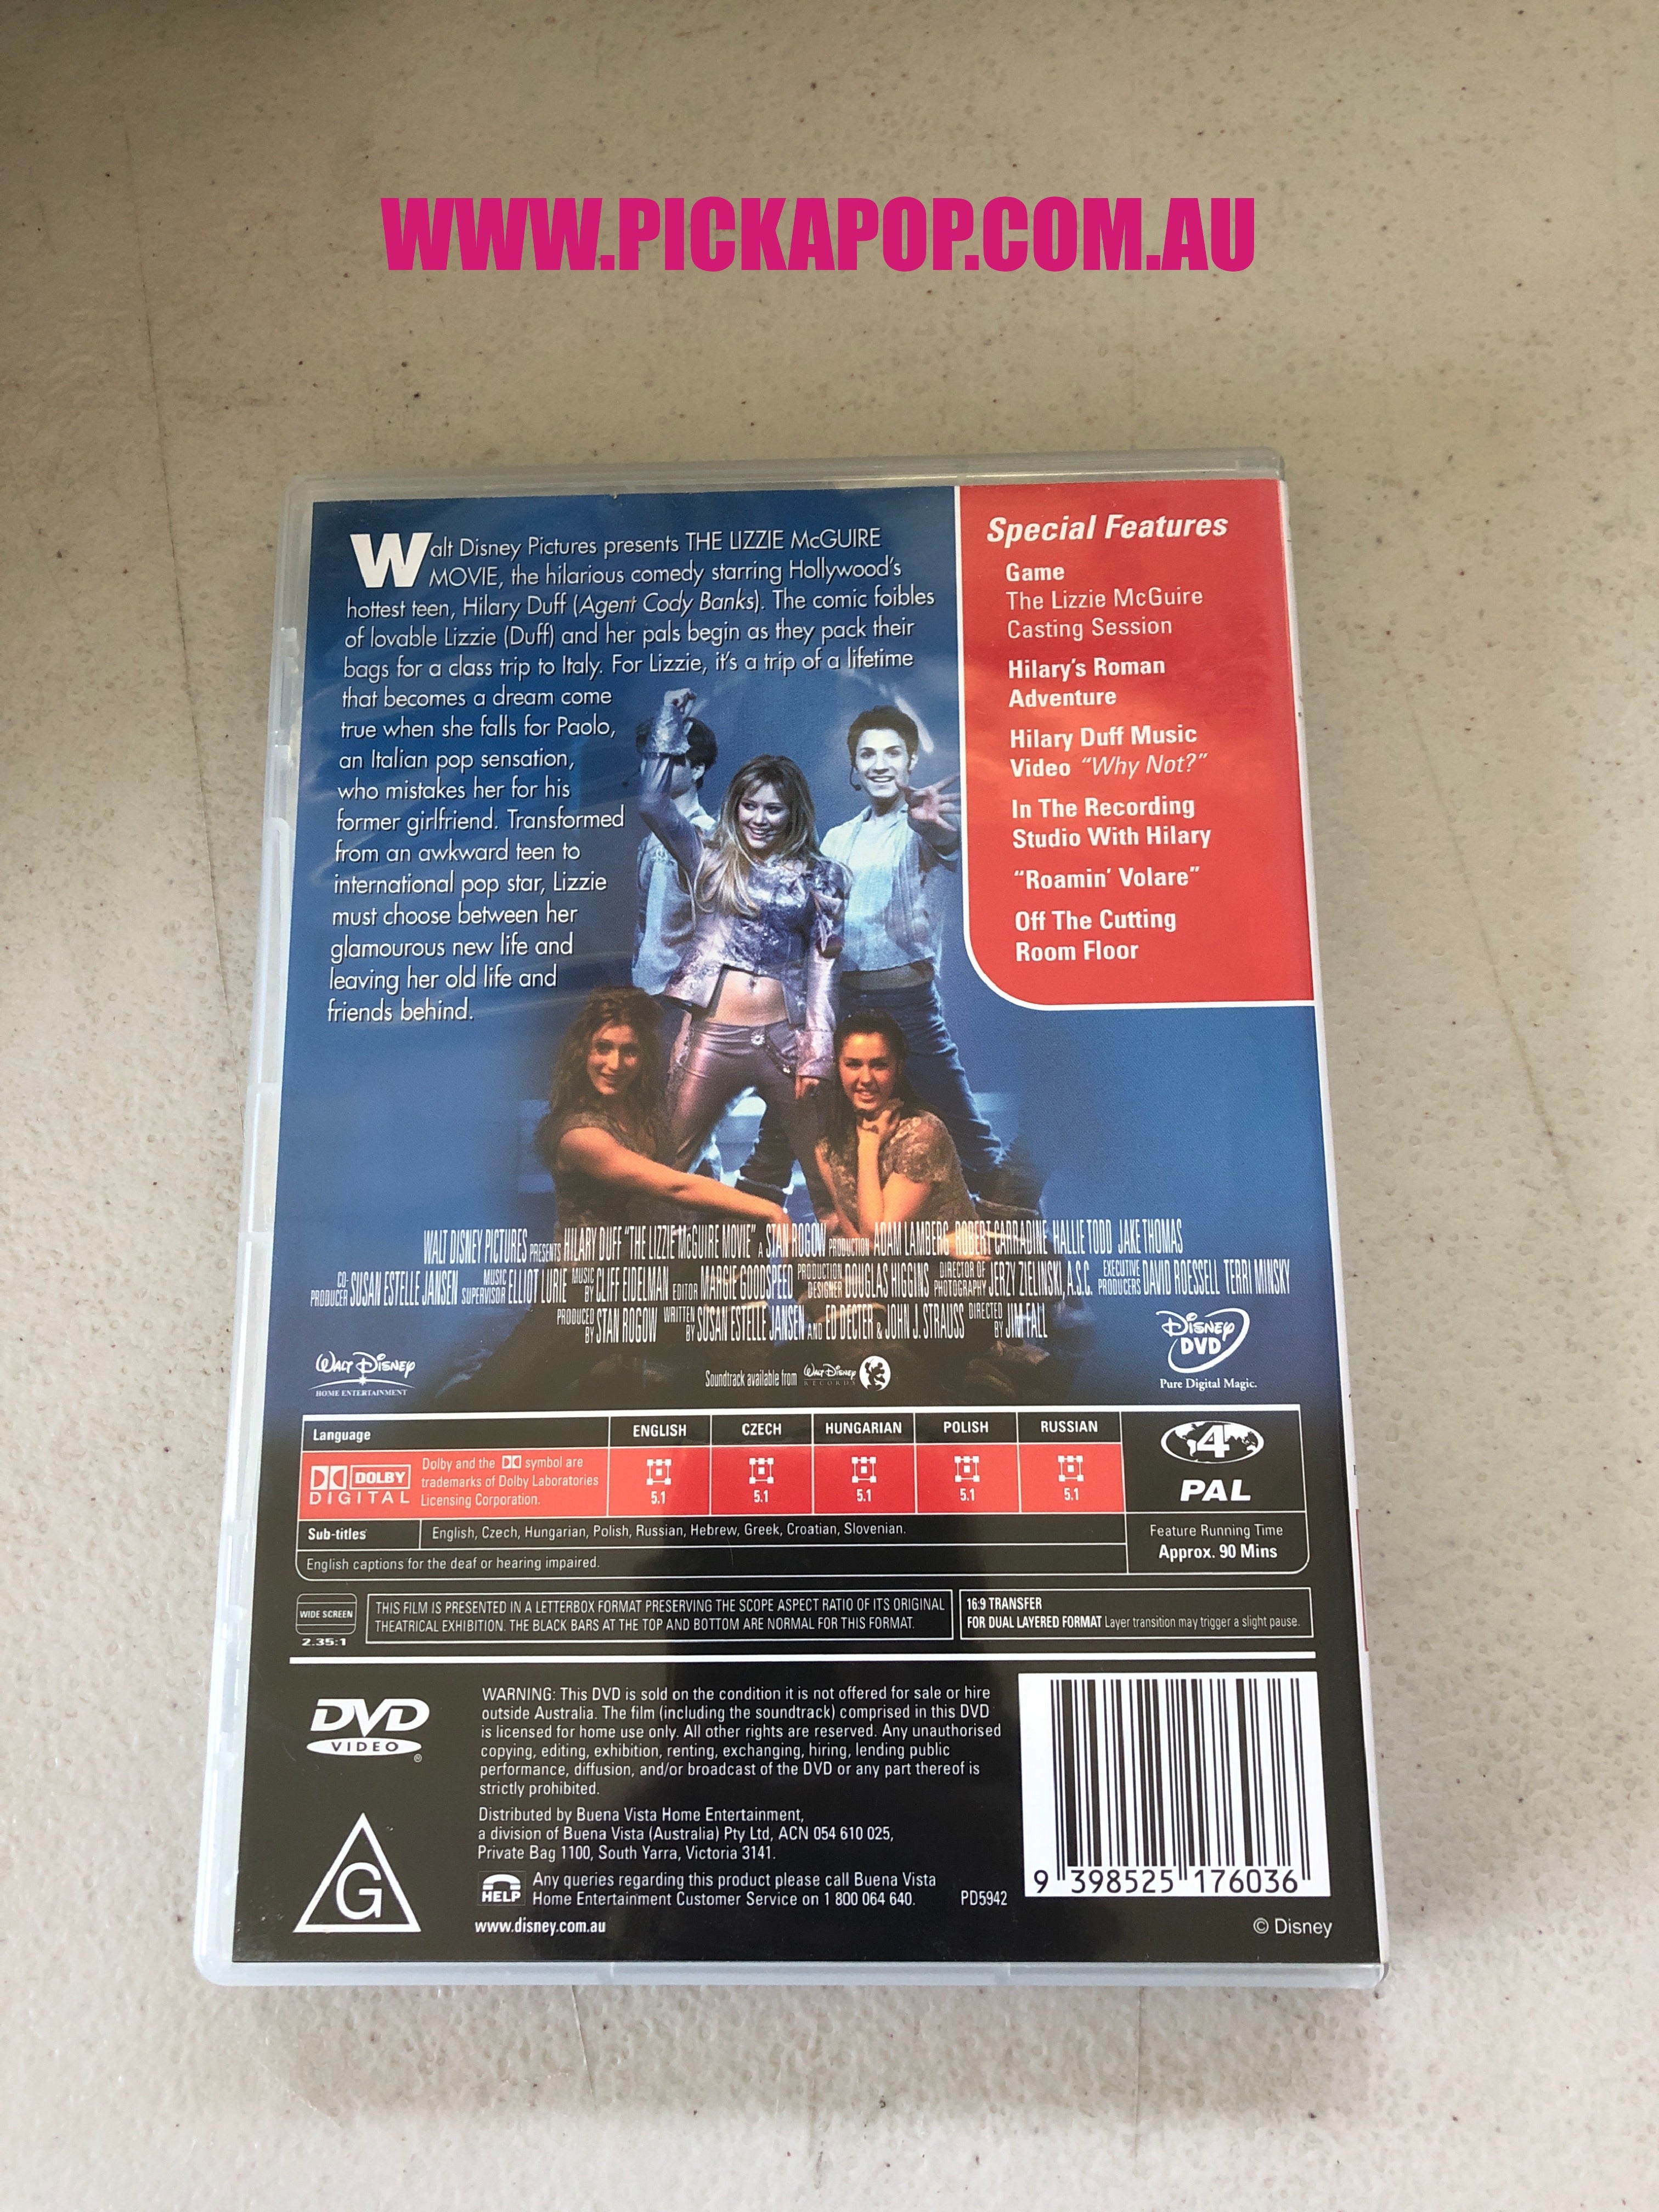 WWW.PICKAPOP.COM.AU
Walt Disney Pictures presents THE LIZZIE McGUIRE
MOVIE, the hilarious comedy starring Hollywood's
hottest teen, Hilary Duff (Agent Cody Banks). The comic foibles
of lovable Lizzie (Duff) and her pals begin as they pack their
bags for a class trip to Italy. For Lizzie, it's a trip of a lifetime
that becomes a dream come
true when she falls for Paolo,
an Italian pop sensation,
who mistakes her for his
former girlfriend. Transformed
from an awkward teen to
international pop star, Lizzie
must choose between her
glamourous new life and
leaving her old life and
friends behind.
Special Features
Game
The Lizzie McGuire
Casting Session
Hilary's Roman
Adventure
Hilary Duff Music
Video "Why Not?"
In The Recording
Studio With Hilary
"Roamin' Volare"
Off The Cutting
Room Floor
WALT DISNEY PICTURES PRESENTS HILARY DUFF "THE LIZZIE McGUIRE MOVIE" A STAN ROGOW PRODUCTION ADAM LAMBERG ROBERT CARRADINE HALLIE TODD JAKE THOMAS
CO-PRODUCER SUSAN ESTELLE JANSEN MUSIC SUPERVISOR ELLIOT LURIE MUSIC BY CLIFF EIDELMAN EDITOR MARGIE GOODSPEED PRODUCTION DESIGNER DOUGLAS HIGGINS DIRECTOR OF PHOTOGRAPHY JERZY ZIELINSKI, A.S.C. EXECUTIVE PRODUCERS DAVID ROESSELL TERRI MINSKY
PRODUCED BY STAN ROGOW WRITTEN BY SUSAN ESTELLE JANSEN AND ED DECTER & JOHN J. STRAUSS DIRECTED BY JIM FALL
WALT DISNEY
HOME ENTERTAINMENT
Soundtrack available from Walt Disney RECORDS
Disney
DVD
Pure Digital Magic.
Language
ENGLISH CZECH HUNGARIAN POLISH RUSSIAN
DOLBY
DIGITAL
Dolby and the symbol are
trademarks of Dolby Laboratories
Licensing Corporation.
5.1 5.1 5.1 5.1 5.1
4
PAL
Sub-titles English, Czech, Hungarian, Polish, Russian, Hebrew, Greek, Croatian, Slovenian.
English captions for the deaf or hearing impaired.
Feature Running Time
Approx. 90 Mins
WIDE SCREEN
2.35:1
THIS FILM IS PRESENTED IN A LETTERBOX FORMAT PRESERVING THE SCOPE ASPECT RATIO OF ITS ORIGINAL
THEATRICAL EXHIBITION. THE BLACK BARS AT THE TOP AND BOTTOM ARE NORMAL FOR THIS FORMAT.
16:9 TRANSFER
FOR DUAL LAYERED FORMAT Layer transition may trigger a slight pause.
DVD
VIDEO
®
WARNING: This DVD is sold on the condition it is not offered for sale or hire
outside Australia. The film (including the soundtrack) comprised in this DVD
is licensed for home use only. All other rights are reserved. Any unauthorised
copying, editing, exhibition, renting, exchanging, hiring, lending public
performance, diffusion, and/or broadcast of the DVD or any part thereof is
strictly prohibited.
Distributed by Buena Vista Home Entertainment,
a division of Buena Vista (Australia) Pty Ltd, ACN 054 610 025,
Private Bag 1100, South Yarra, Victoria 3141.
HELP
Any queries regarding this product please call Buena Vista
Home Entertainment Customer Service on 1 800 064 640.
PD5942
www.disney.com.au
G
9 398525 176036
© Disney